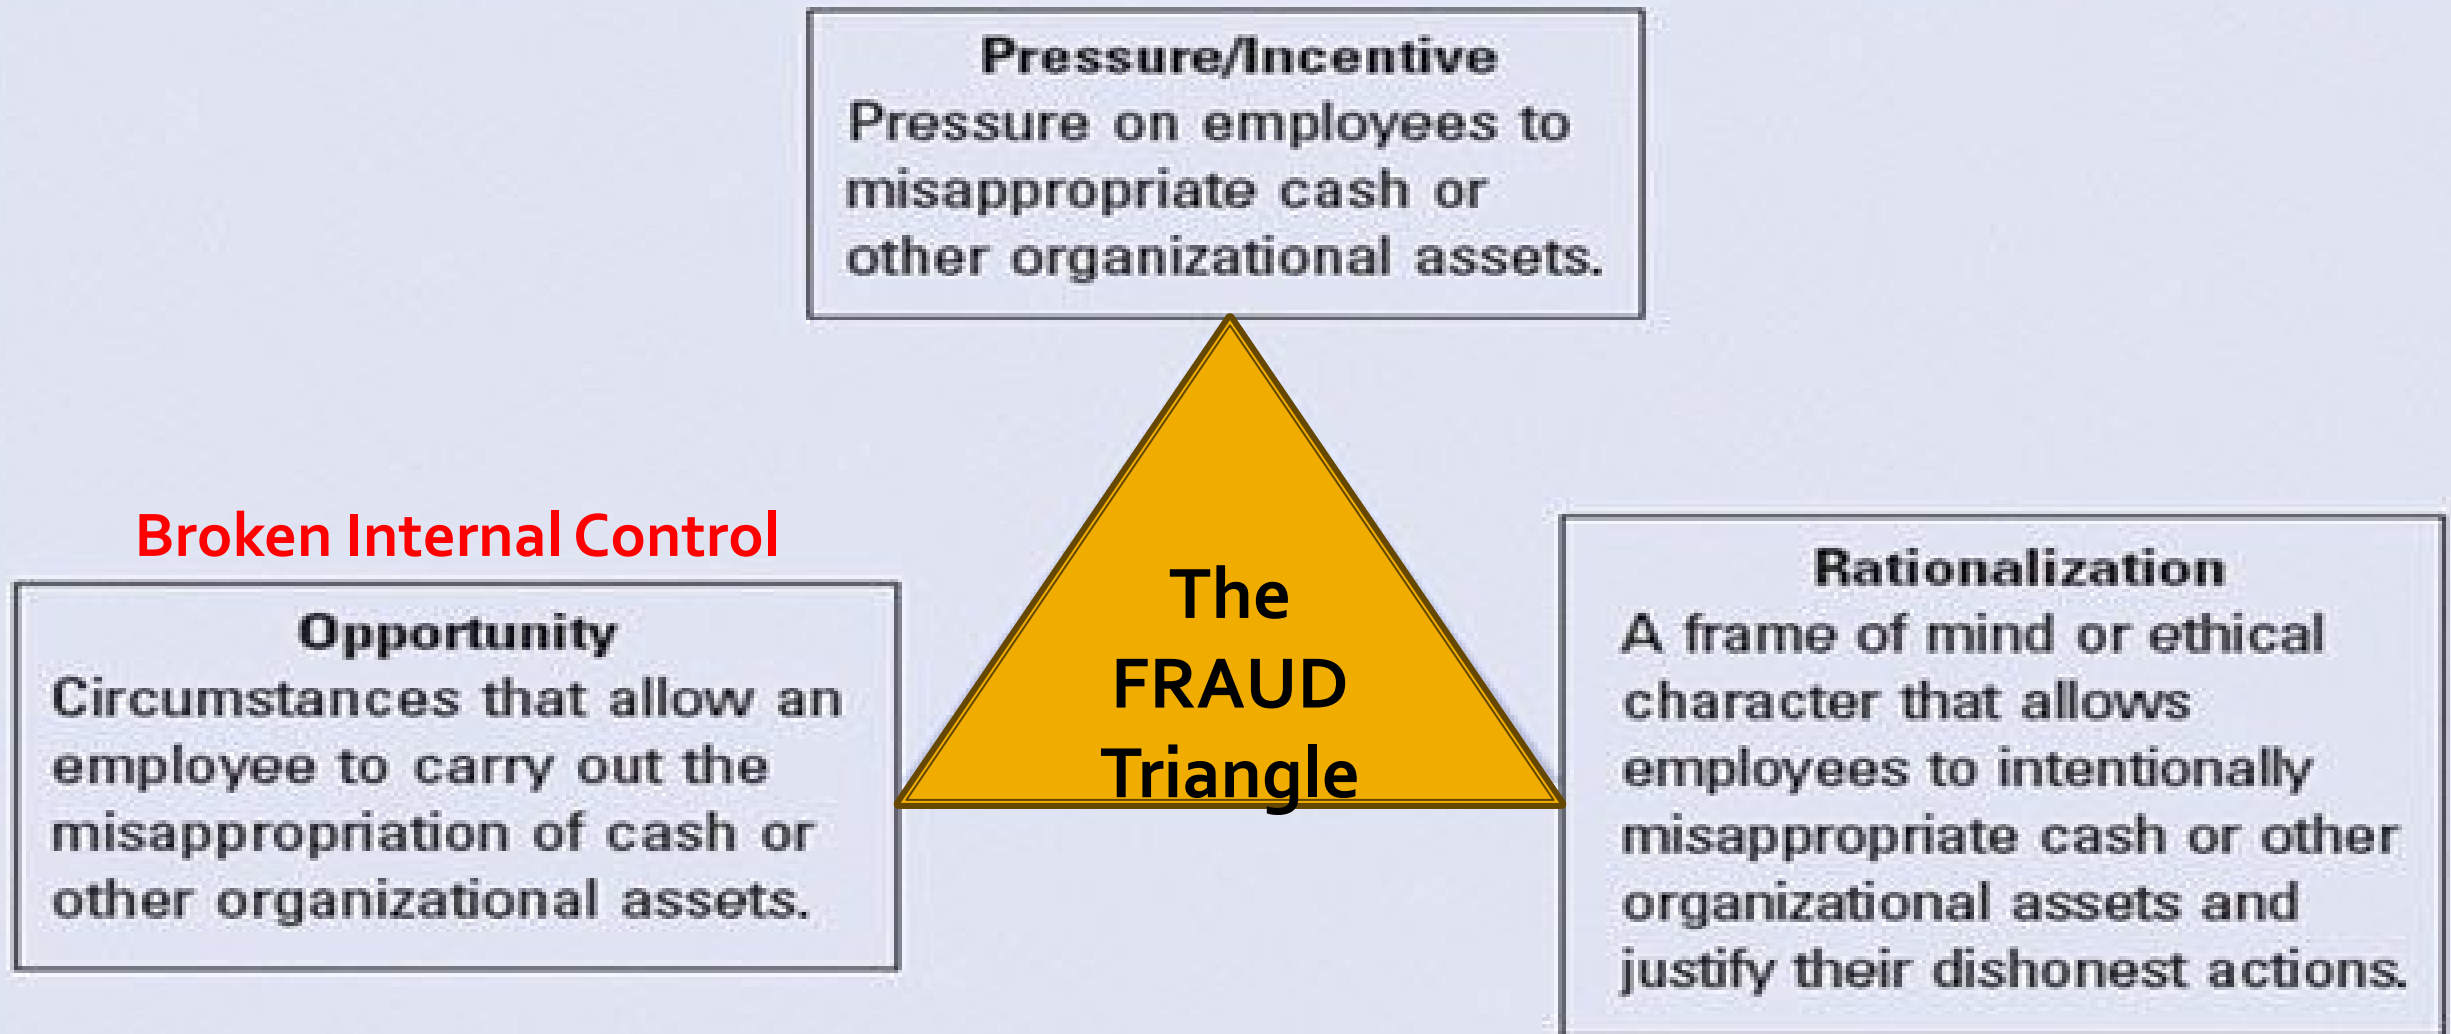 Pressure/Incentive
Pressure on employees to
misappropriate cash or
other organizational assets.
Broken Internal Control
Opportunity
Circumstances that allow an
employee to carry out the
misappropriation of cash or
other organizational assets.
The
FRAUD
Triangle
Rationalization
A frame of mind or ethical
character that allows
employees to intentionally
misappropriate cash or other
organizational assets and
justify their dishonest actions.